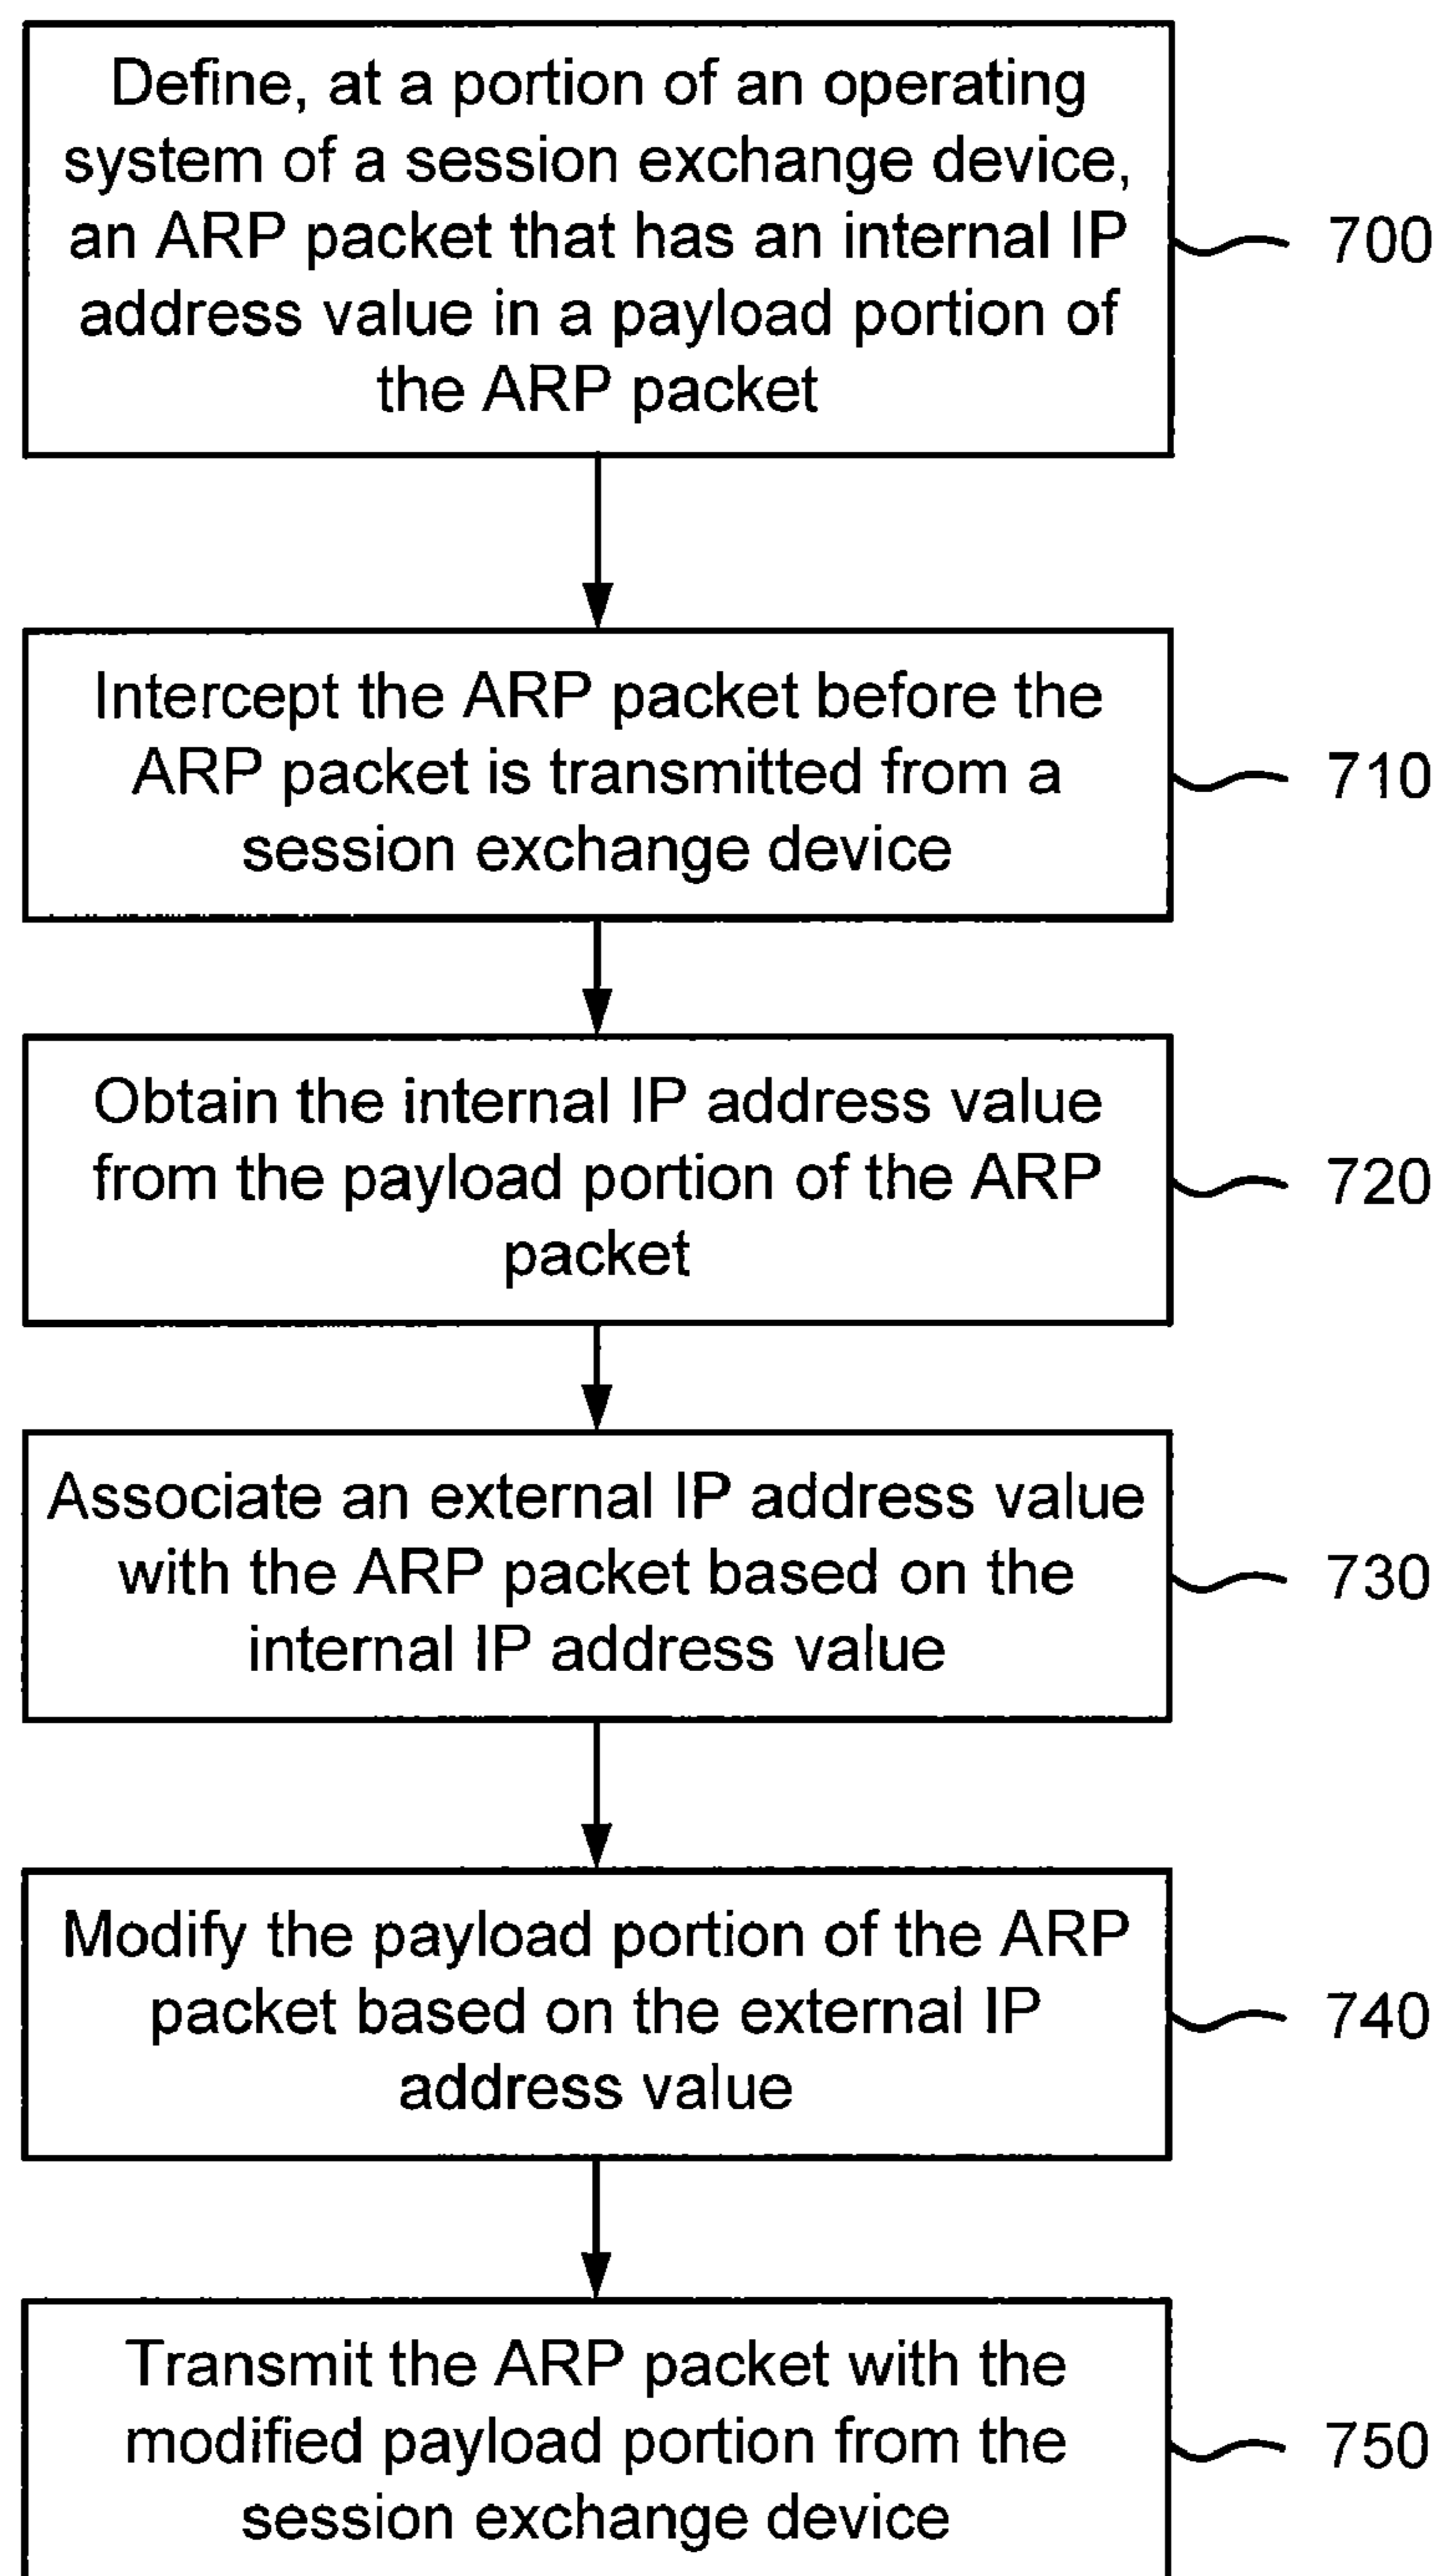 Define, at a portion of an operating
system of a session exchange device,
an ARP packet that has an internal IP
address value in a payload portion of
the ARP packet
700
Intercept the ARP packet before the
ARP packet is transmitted from a
session exchange device
710
Obtain the internal IP address value
from the payload portion of the ARP
packet
720
Associate an external IP address value
with the ARP packet based on the
internal IP address value
730
Modify the payload portion of the ARP
packet based on the external IP
address value
740
Transmit the ARP packet with the
modified payload portion from the
session exchange device
750